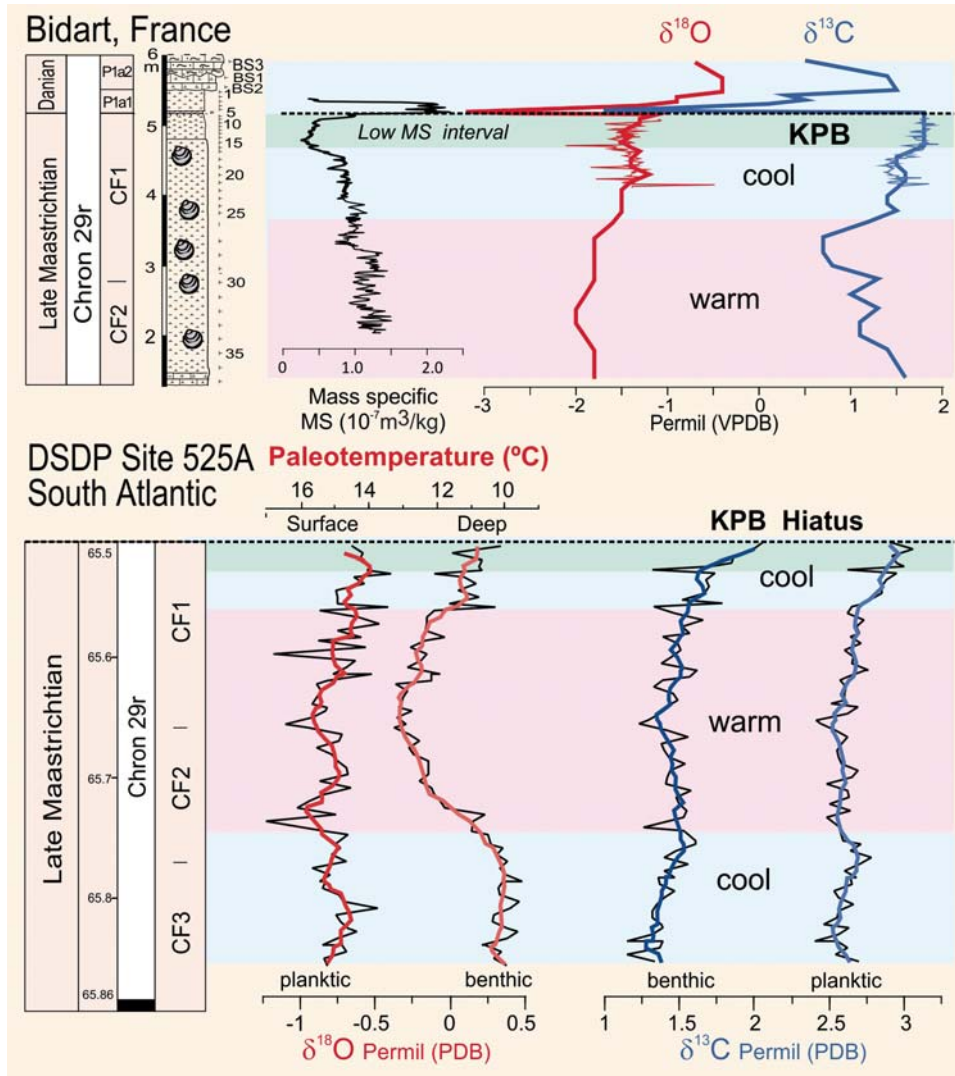 Bidart, France
δ18O
δ13C
6
m
5
4
3
2
Danian
Late Maastrichtian
Chron 29r
P1a2
P1a1
CF1
CF2
BS3
BS1
BS2
1
5
10
15
20
25
30
35
Low MS interval
KPB
cool
warm
0
1.0
2.0
Mass specific
MS (10-7m3/kg)
-3
-2
-1
0
1
2
Permil (VPDB)
DSDP Site 525A
South Atlantic
Paleotemperature (ºC)
16
14
12
10
Surface
Deep
KPB Hiatus
65.5
65.6
65.7
65.8
65.86
Late Maastrichtian
Chron 29r
CF1
CF2
CF3
cool
warm
cool
planktic
benthic
benthic
planktic
-1
-0.5
0
0.5
1
1.5
2
2.5
3
δ18O Permil (PDB)
δ13C Permil (PDB)